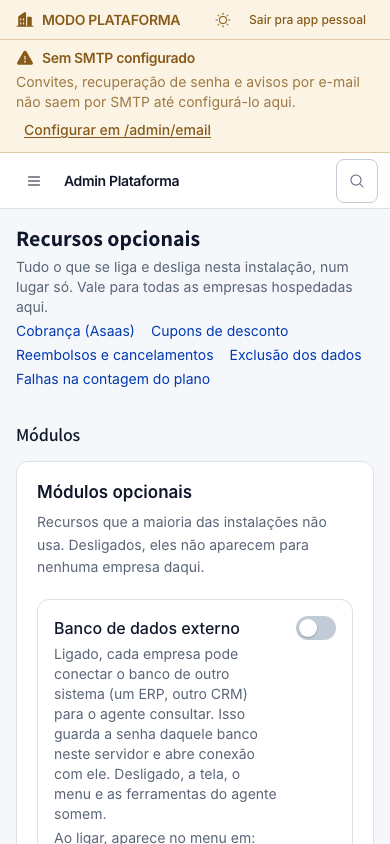 MODO PLATAFORMA
Sair pra app pessoal
Sem SMTP configurado
Convites, recuperação de senha e avisos por e-mail
não saem por SMTP até configurá-lo aqui.
Configurar em /admin/email
Admin Plataforma
Recursos opcionais
Tudo o que se liga e desliga nesta instalação, num
lugar só. Vale para todas as empresas hospedadas
aqui.
Cobrança (Asaas) Cupons de desconto
Reembolsos e cancelamentos Exclusão dos dados
Falhas na contagem do plano
Módulos
Módulos opcionais
Recursos que a maioria das instalações não
usa. Desligados, eles não aparecem para
nenhuma empresa daqui.
Banco de dados externo
Ligado, cada empresa pode
conectar o banco de outro
sistema (um ERP, outro CRM)
para o agente consultar. Isso
guarda a senha daquele banco
neste servidor e abre conexão
com ele. Desligado, a tela, o
menu e as ferramentas do agente
somem.
Ao ligar, aparece no menu em: